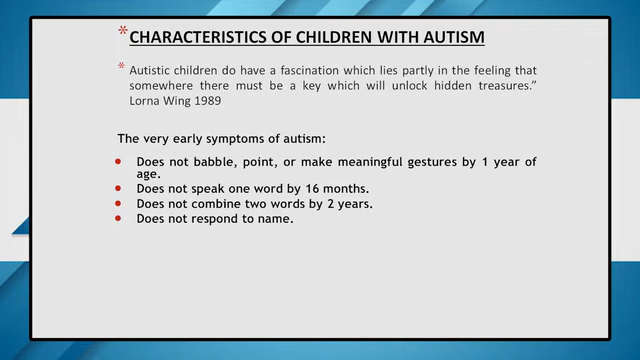 * CHARACTERISTICS OF CHILDREN WITH AUTISM
* Autistic children do have a fascination which lies partly in the feeling that
somewhere there must be a key which will unlock hidden treasures.”
Lorna Wing 1989
The very early symptoms of autism:
• Does not babble, point, or make meaningful gestures by 1 year of
age.
• Does not speak one word by 16 months.
• Does not combine two words by 2 years.
• Does not respond to name.